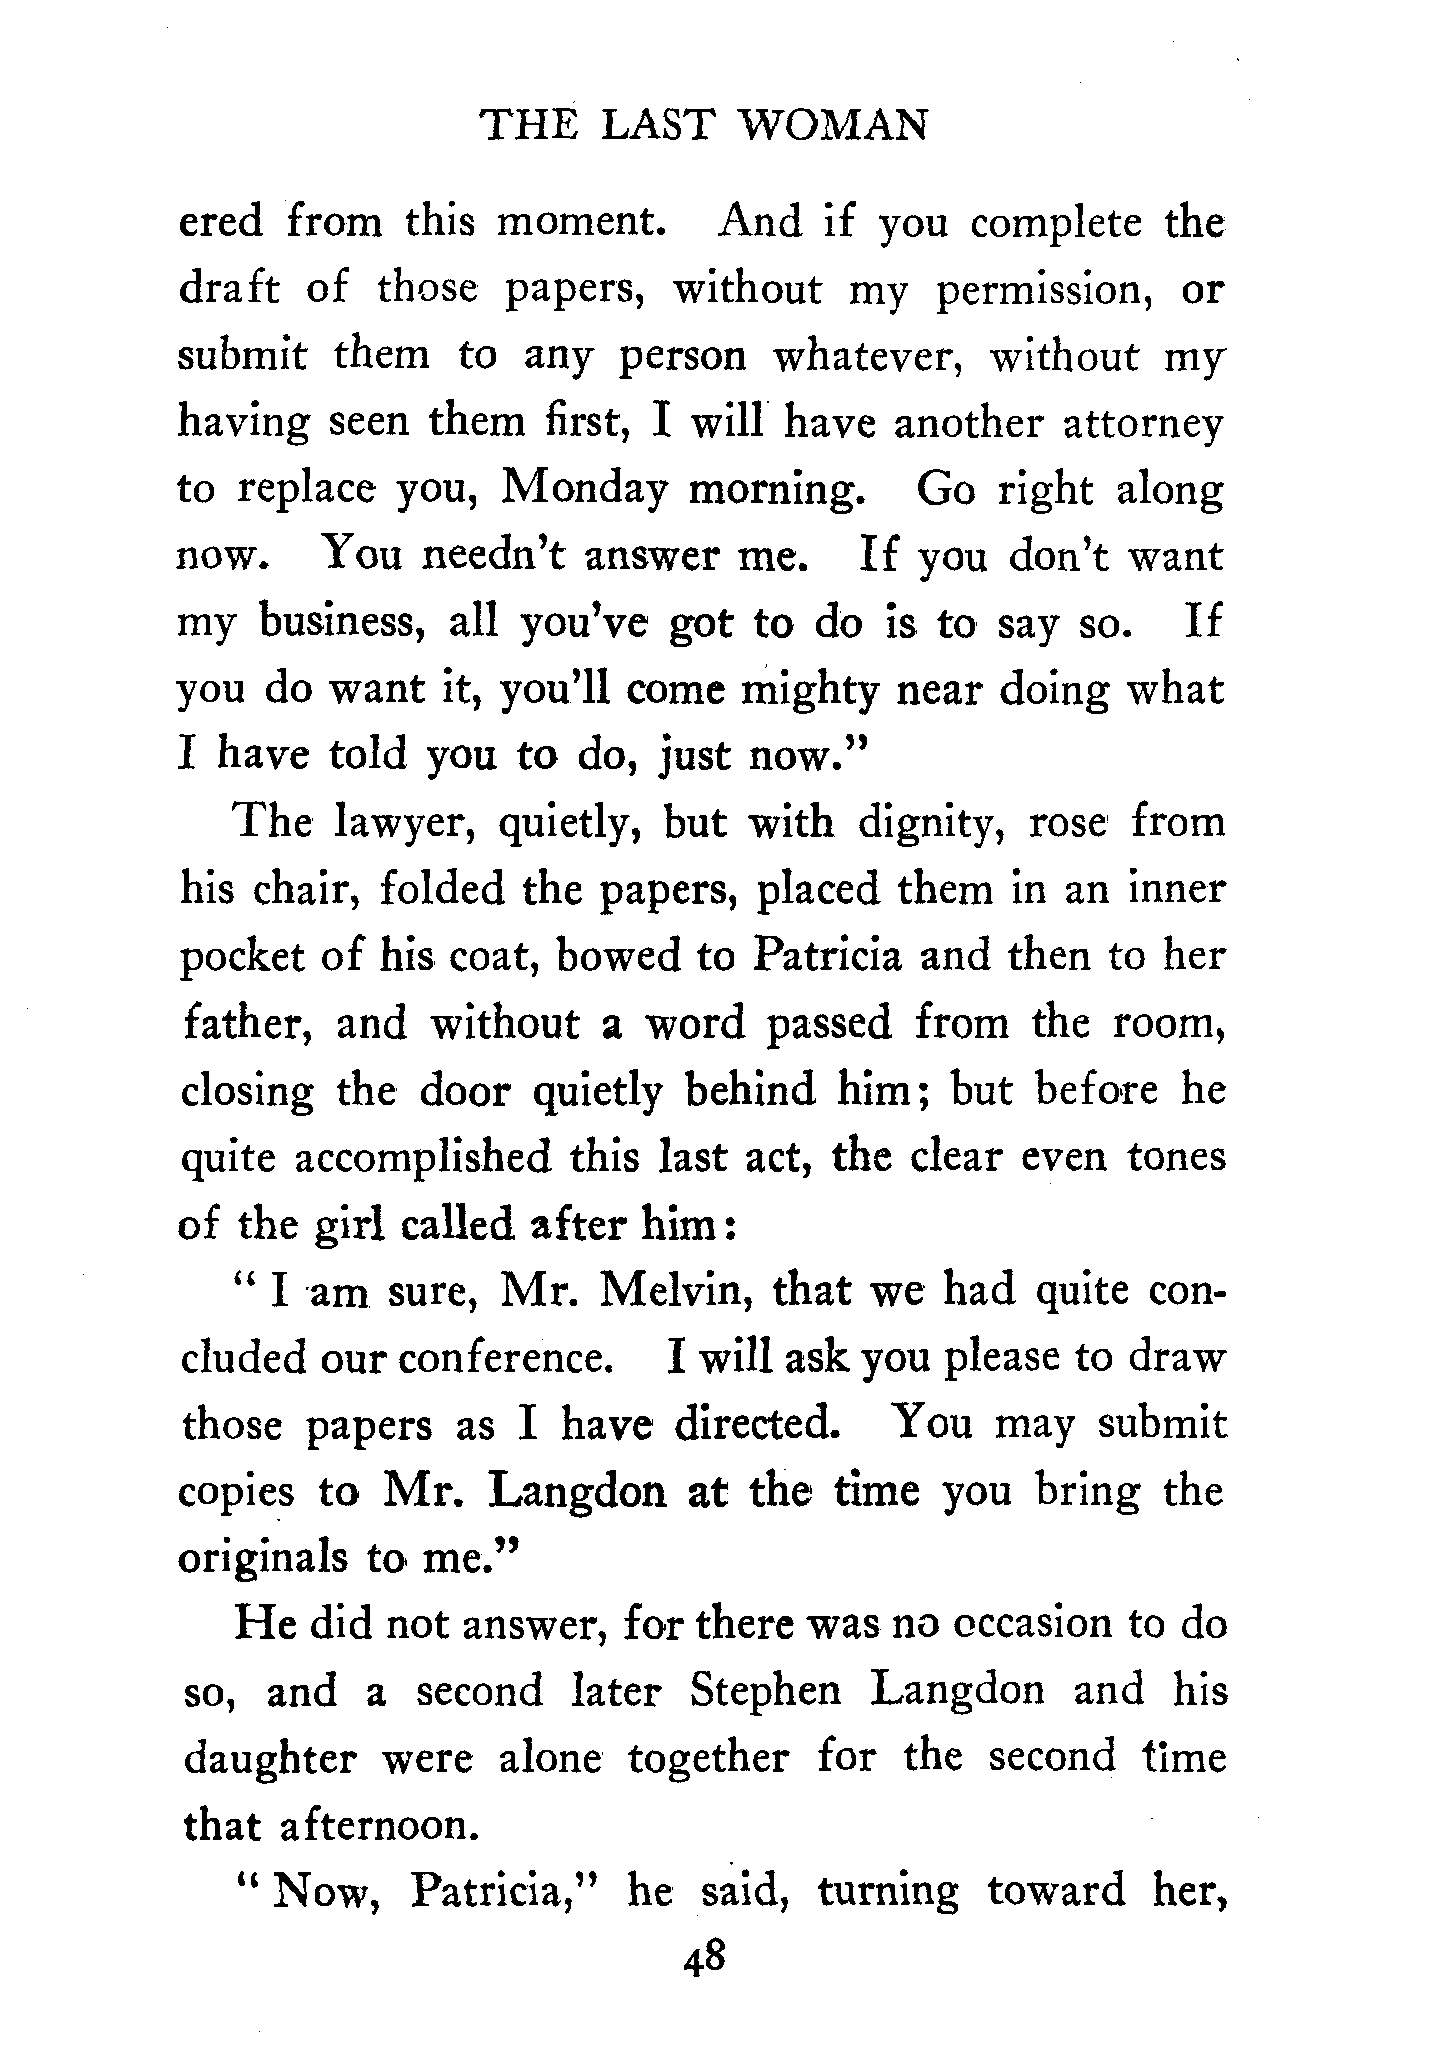 THE LAST WOMAN
ered from this moment. And if you complete the
draft of those papers, without my permission, or
submit them to any person whatever, without my
having seen them first, I will have another attorney
to replace you, Monday morning. Go right along
now. You needn't answer me. If you don't want
my business, all you've got to do is to say so. If
you do want it, you'll come mighty near doing what
I have told you to do, just now."
The lawyer, quietly, but with dignity, rose from
his chair, folded the papers, placed them in an inner
pocket of his coat, bowed to Patricia and then to her
father, and without a word passed from the room,
closing the door quietly behind him; but before he
quite accomplished this last act, the clear even tones
of the girl called after him:
"I am sure, Mr. Melvin, that we had quite con-
cluded our conference. I will ask you please to draw
those papers as I have directed. You may submit
copies to Mr. Langdon at the time you bring the
originals to me."
He did not answer, for there was no occasion to do
so, and a second later Stephen Langdon and his
daughter were alone together for the second time
that afternoon.
"Now, Patricia," he said, turning toward her,
48